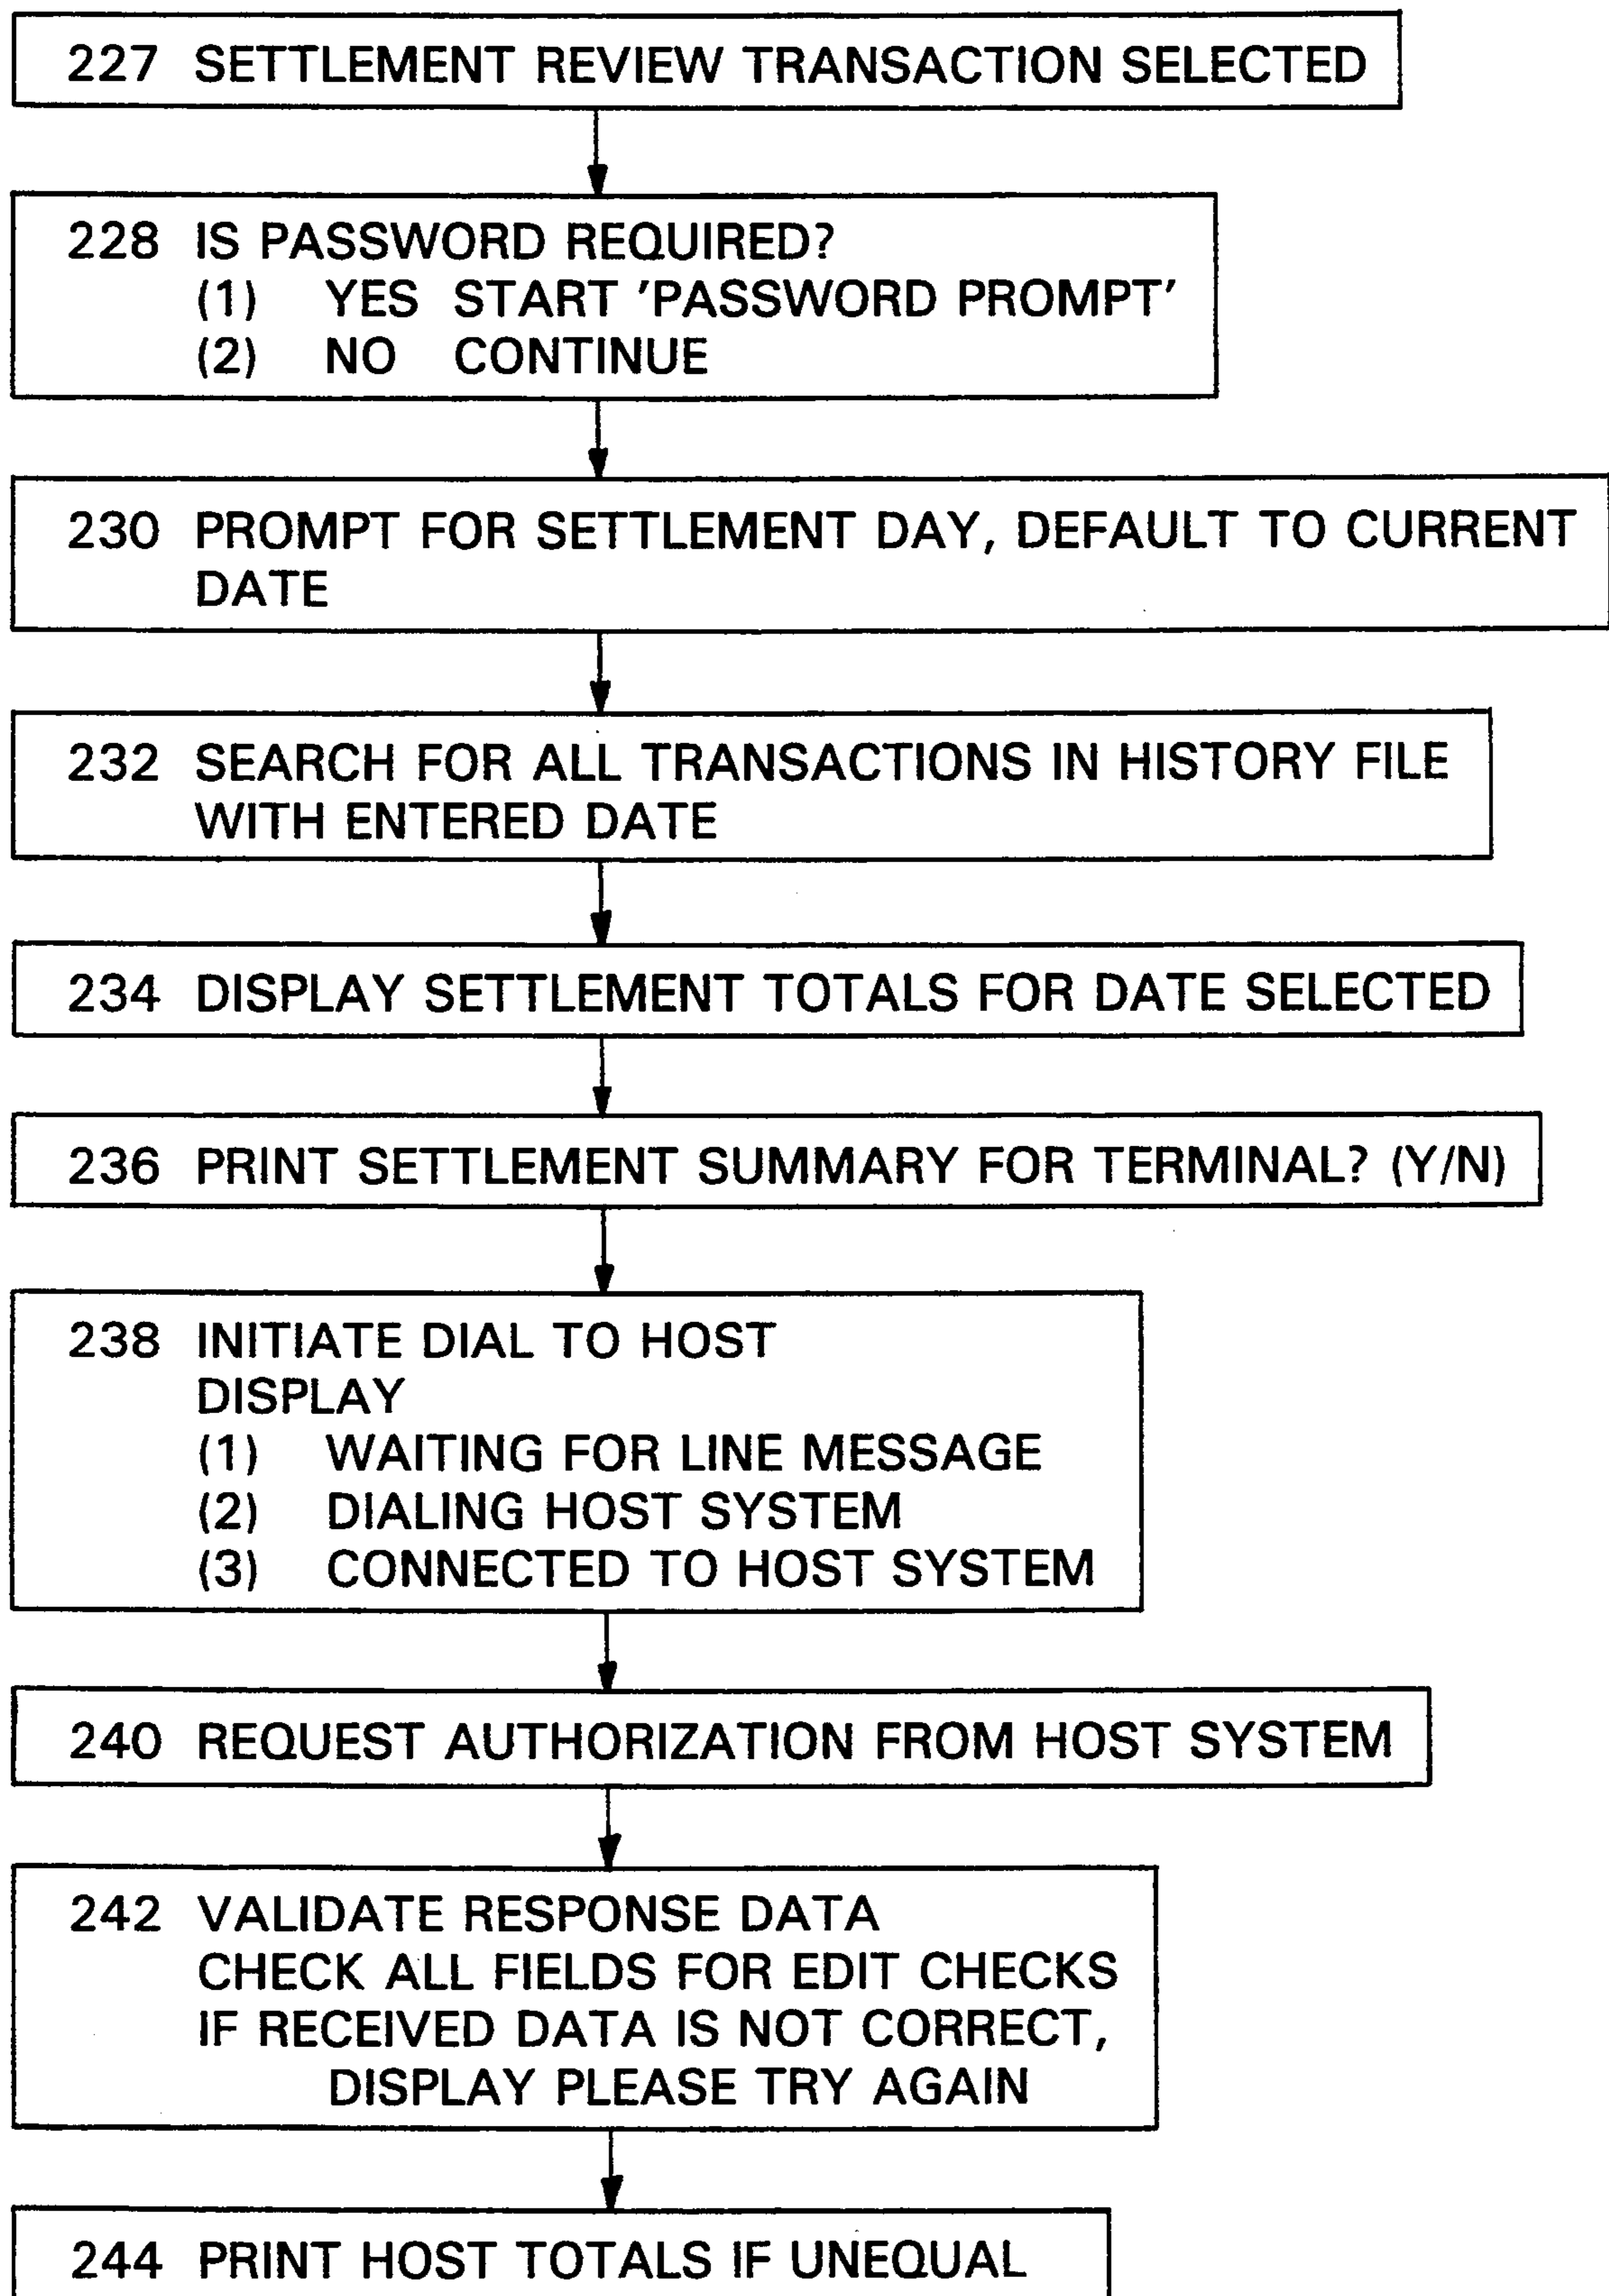 227 SETTLEMENT REVIEW TRANSACTION SELECTED
228 IS PASSWORD REQUIRED?
(1) YES START 'PASSWORD PROMPT'
(2) NO CONTINUE
230 PROMPT FOR SETTLEMENT DAY, DEFAULT TO CURRENT
DATE
232 SEARCH FOR ALL TRANSACTIONS IN HISTORY FILE
WITH ENTERED DATE
234 DISPLAY SETTLEMENT TOTALS FOR DATE SELECTED
236 PRINT SETTLEMENT SUMMARY FOR TERMINAL? (Y/N)
238 INITIATE DIAL TO HOST
DISPLAY
(1) WAITING FOR LINE MESSAGE
(2) DIALING HOST SYSTEM
(3) CONNECTED TO HOST SYSTEM
240 REQUEST AUTHORIZATION FROM HOST SYSTEM
242 VALIDATE RESPONSE DATA
CHECK ALL FIELDS FOR EDIT CHECKS
IF RECEIVED DATA IS NOT CORRECT,
DISPLAY PLEASE TRY AGAIN
244 PRINT HOST TOTALS IF UNEQUAL